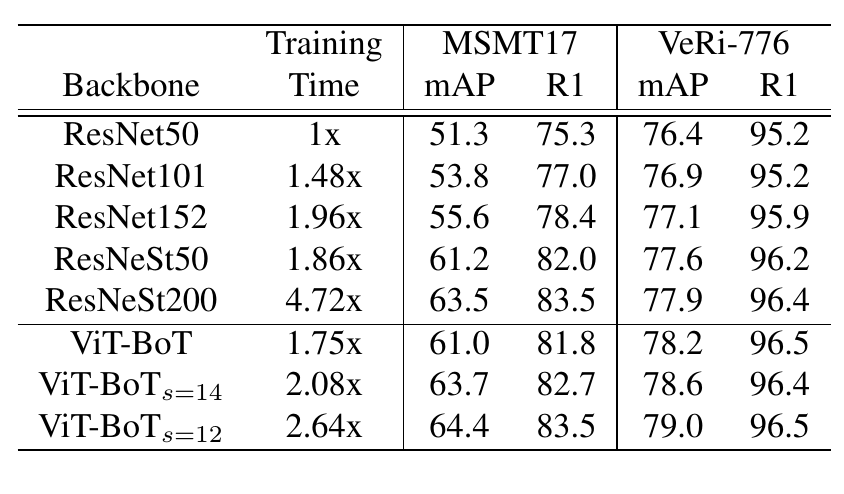 Training MSMT17 VeRi-776
Backbone Time mAP R1 mAP R1
ResNet50 1x 51.3 75.3 76.4 95.2
ResNet101 1.48x 53.8 77.0 76.9 95.2
ResNet152 1.96x 55.6 78.4 77.1 95.9
ResNeSt50 1.86x 61.2 82.0 77.6 96.2
ResNeSt200 4.72x 63.5 83.5 77.9 96.4
ViT-BoT 1.75x 61.0 81.8 78.2 96.5
ViT-BoTs=14 2.08x 63.7 82.7 78.6 96.4
ViT-BoTs=12 2.64x 64.4 83.5 79.0 96.5